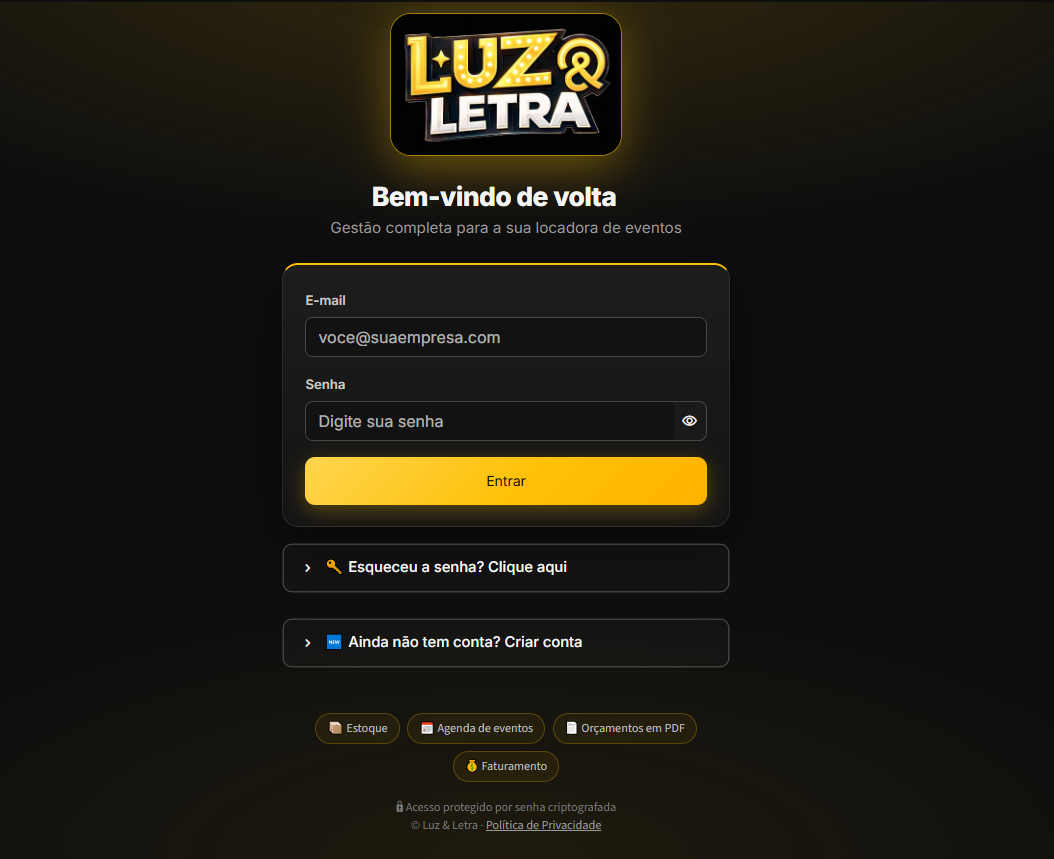 LUZ &
LETRA
Bem-vindo de volta
Gestão completa para a sua locadora de eventos
E-mail
voce@suaempresa.com
Senha
Digite sua senha
Entrar
Esqueceu a senha? Clique aqui
NEW Ainda não tem conta? Criar conta
Estoque
Agenda de eventos
Orçamentos em PDF
Faturamento
Acesso protegido por senha criptografada
© Luz & Letra · Política de Privacidade